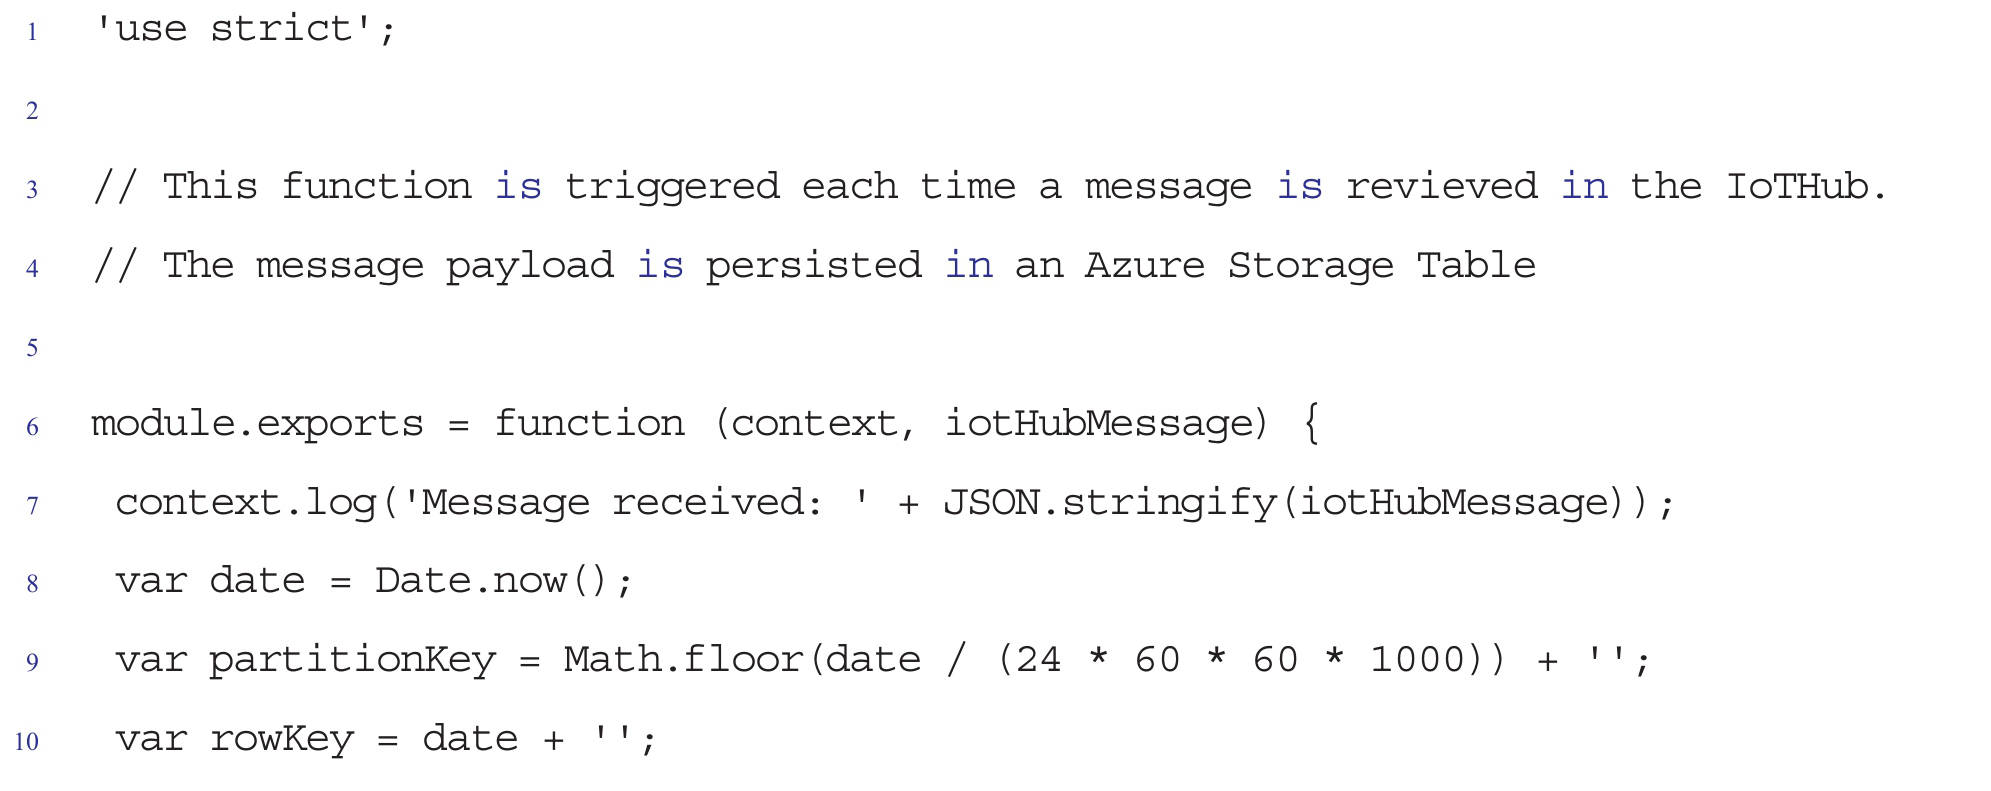 1 'use strict';
2
3 // This function is triggered each time a message is revieved in the IoTHub.
4 // The message payload is persisted in an Azure Storage Table
5
6 module.exports = function (context, iotHubMessage) {
7 context.log('Message received: ' + JSON.stringify(iotHubMessage));
8 var date = Date.now();
9 var partitionKey = Math.floor(date / (24 * 60 * 60 * 1000)) + '';
10 var rowKey = date + '';